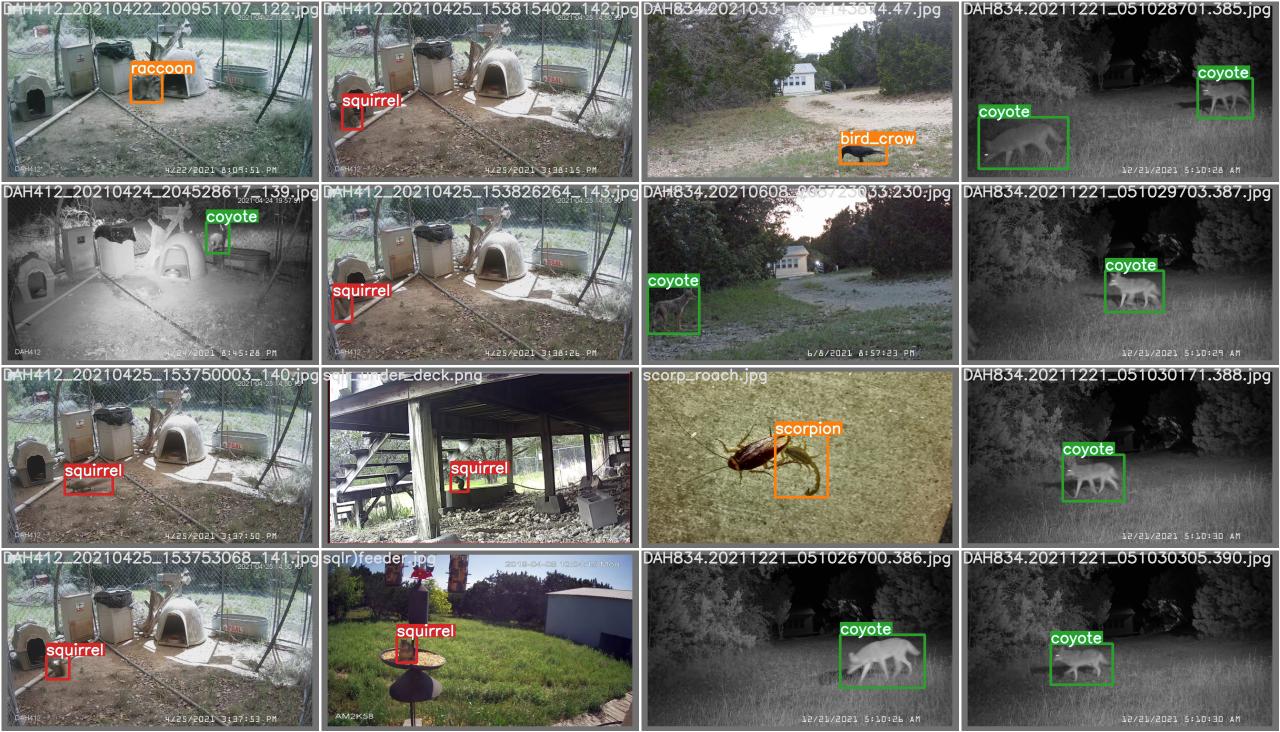 DAH412_20210422_200951707_122.jpg
raccoon
DAH412
4/22/2021 8:09:51 PM
DAH412_20210425_153815402_142.jpg
squirrel
4/25/2021 3:38:15 PM
bird_crow
DAH834.20211221_051028701.385.jpg
coyote
coyote
12/21/2021 5:10:28 AM
DAH412_20210424_204528617_139.jpg
coyote
DAH412
4/24/2021 8:45:28 PM
DAH412_20210425_153826264_143.jpg
squirrel
4/25/2021 3:38:26 PM
coyote
6/8/2021 8:57:23 PM
DAH834.20211221_051029703.387.jpg
coyote
12/21/2021 5:10:29 AM
DAH412_20210425_153750003_140.jpg
squirrel
DAH412
4/25/2021 3:37:50 PM
sqlr_under_deck.png
squirrel
scorp_roach.jpg
scorpion
DAH834.20211221_051030171.388.jpg
coyote
12/21/2021 5:10:30 AM
DAH412_20210425_153753068_141.jpg
squirrel
DAH412
4/25/2021 3:37:53 PM
sqlr)feeder.jpg
squirrel
AM2K58
DAH834.20211221_051026700.386.jpg
coyote
12/21/2021 5:10:26 AM
DAH834.20211221_051030305.390.jpg
coyote
12/21/2021 5:10:30 AM